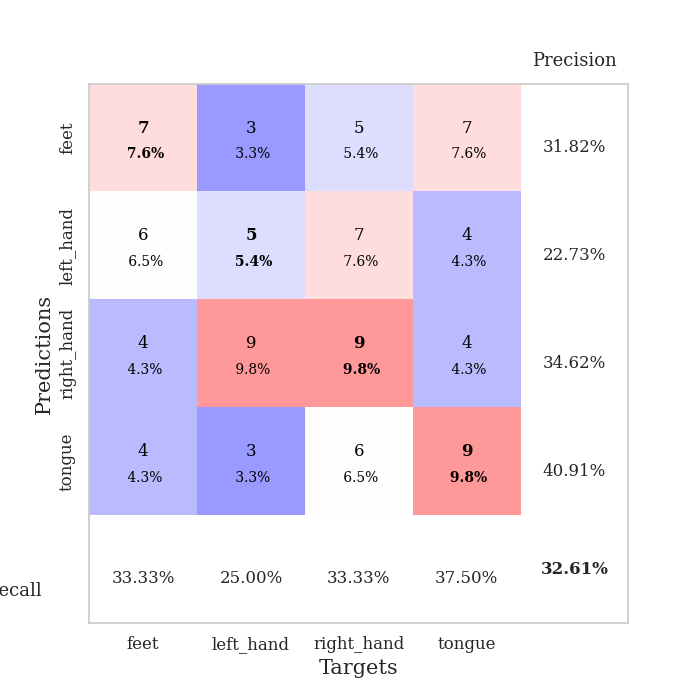 Precision
feet
7 3 5 7
7.6% 3.3% 5.4% 7.6%
31.82%
left_hand
6 5 7 4
6.5% 5.4% 7.6% 4.3%
22.73%
Predictions
right_hand
4 9 9 4
4.3% 9.8% 9.8% 4.3%
34.62%
tongue
4 3 6 9
4.3% 3.3% 6.5% 9.8%
40.91%
ecall
33.33% 25.00% 33.33% 37.50%
32.61%
feet left_hand right_hand tongue
Targets